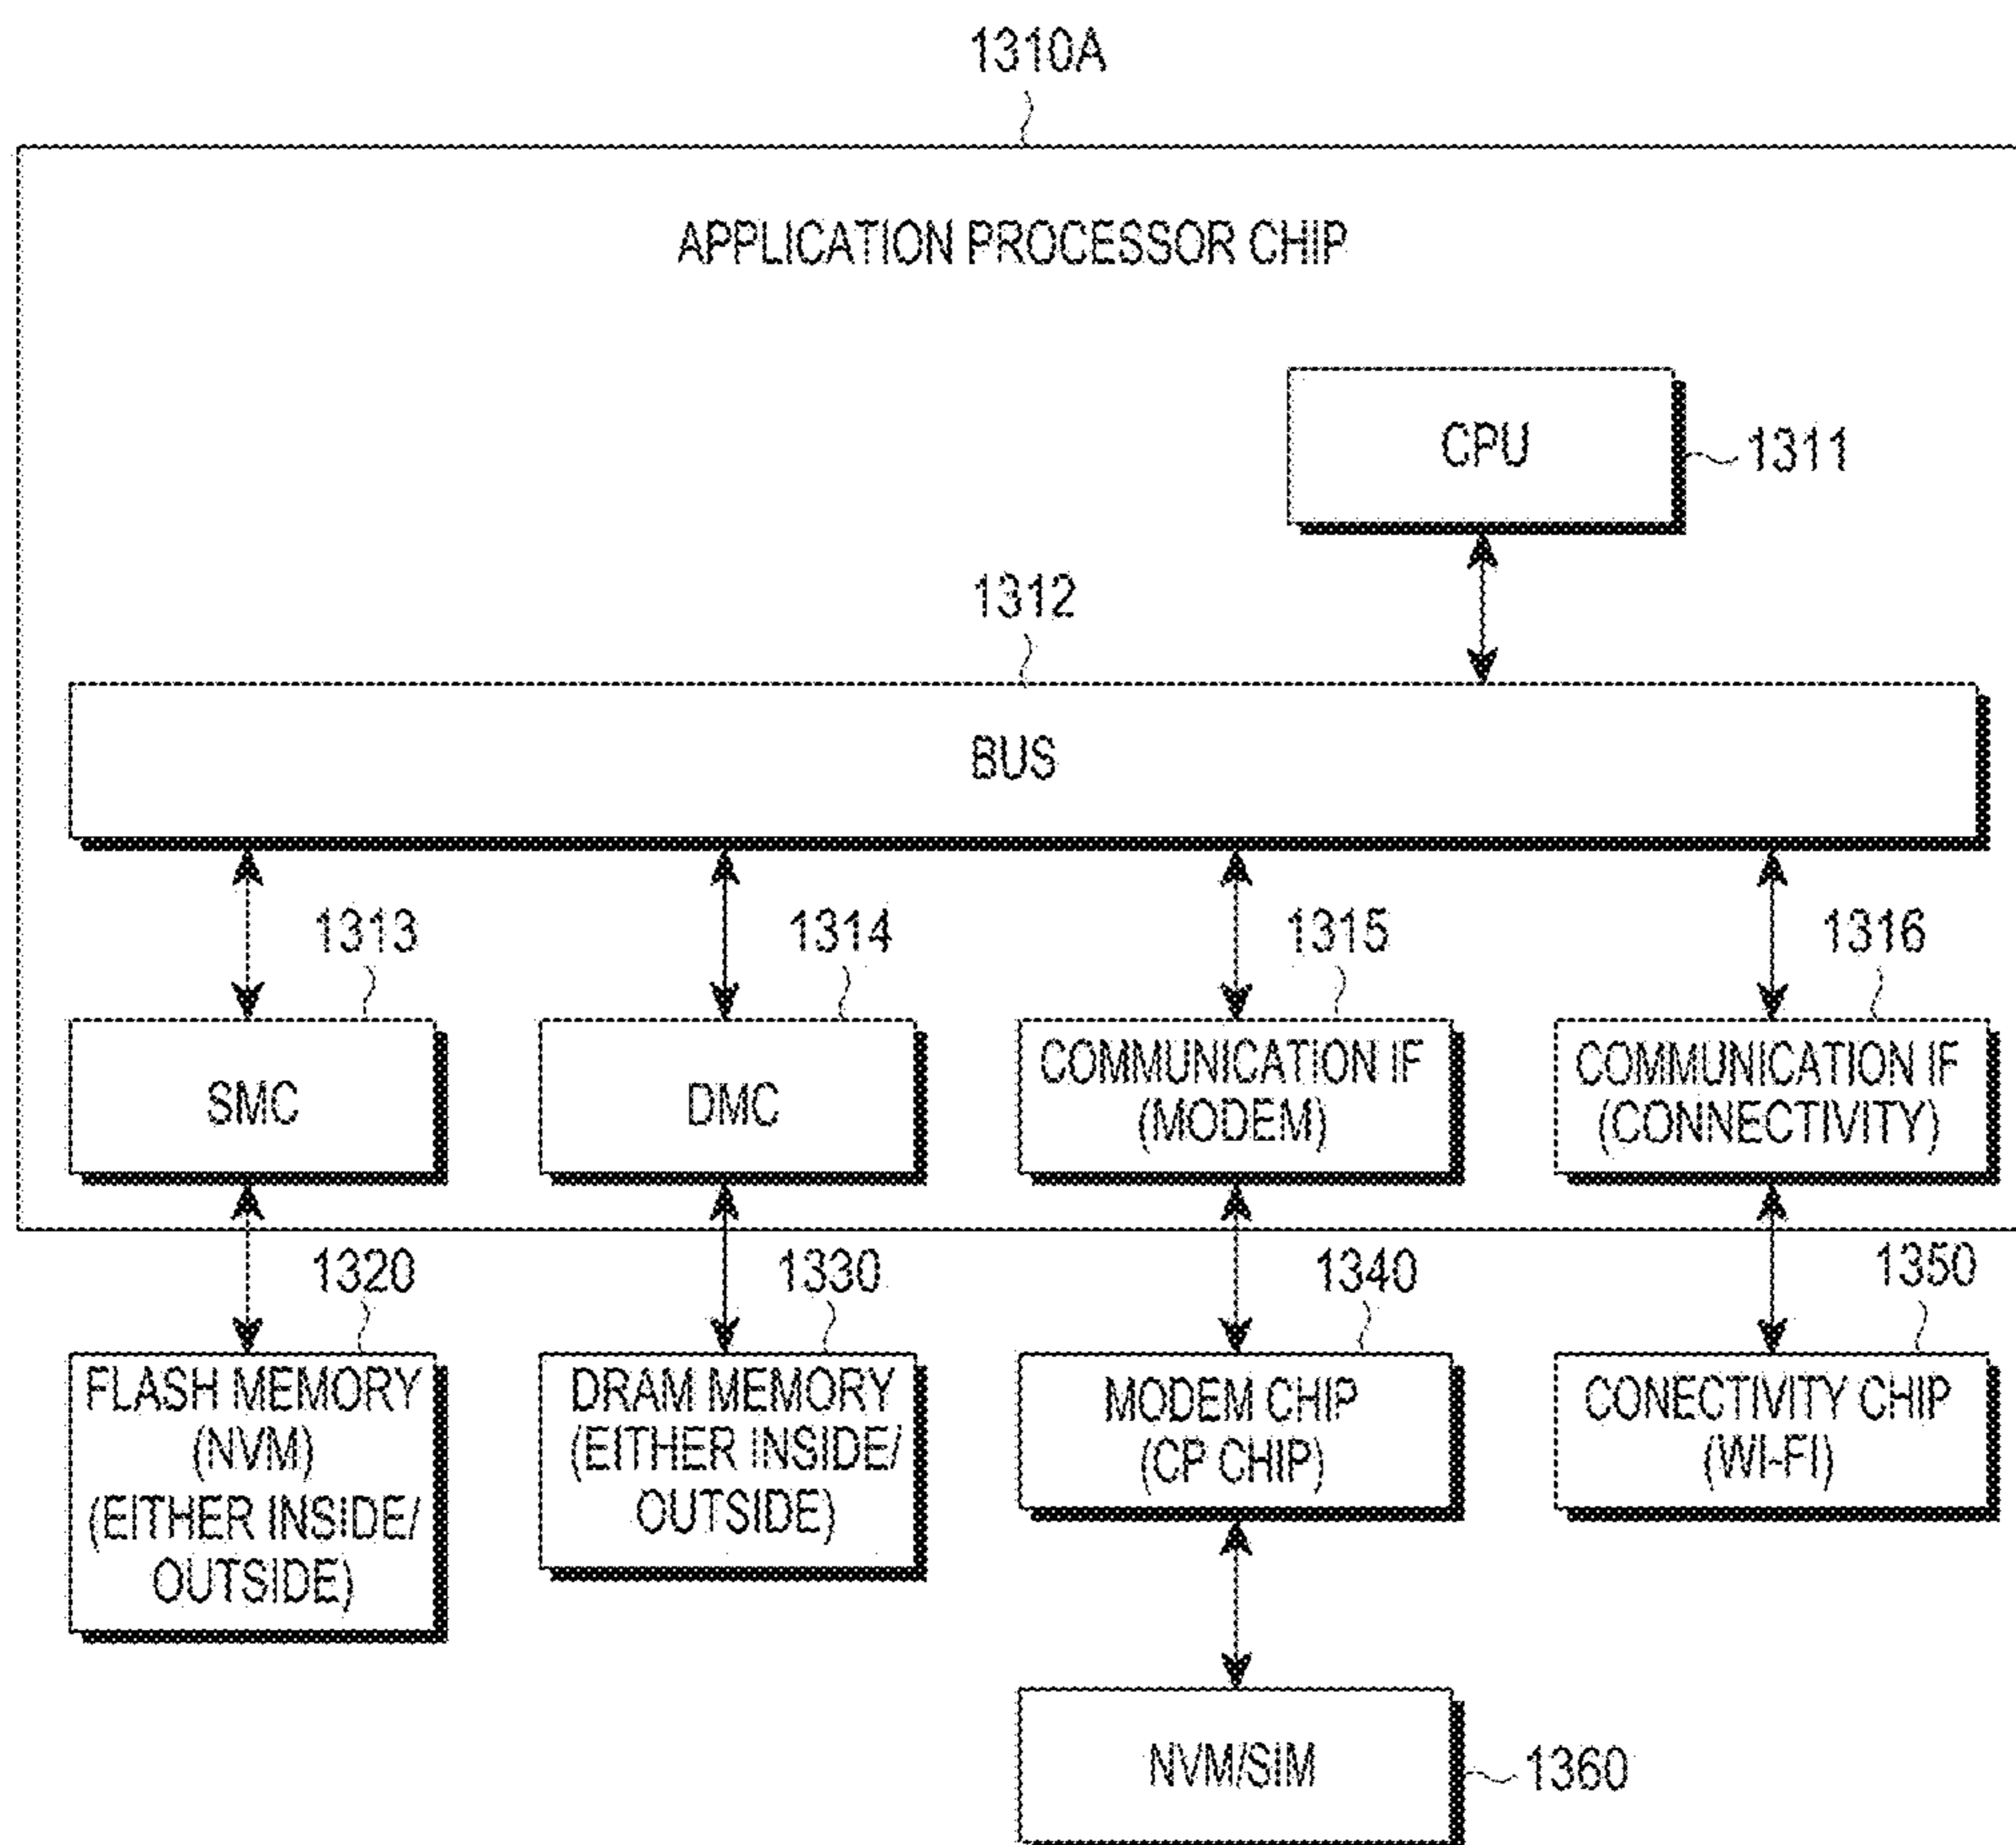 1310A
APPLICATION PROCESSOR CHIP
CPU
1311
1312
BUS
1313
1314
1315
1316
SMC
DMC
COMMUNICATION IF
(MODEM)
COMMUNICATION IF
(CONNECTIVITY)
1320
1330
1340
1350
FLASH MEMORY
(NVM)
(EITHER INSIDE/
OUTSIDE)
DRAM MEMORY
(EITHER INSIDE/
OUTSIDE)
MODEM CHIP
(CP CHIP)
CONECTIVITY CHIP
(WI-FI)
NVM/SIM
1360